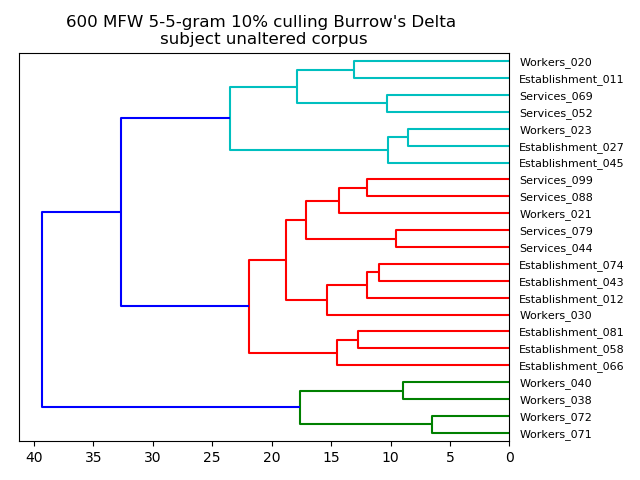 600 MFW 5-5-gram 10% culling Burrow's Delta
subject unaltered corpus
Workers_020
Establishment_011
Services_069
Services_052
Workers_023
Establishment_027
Establishment_045
Services_099
Services_088
Workers_021
Services_079
Services_044
Establishment_074
Establishment_043
Establishment_012
Workers_030
Establishment_081
Establishment_058
Establishment_066
Workers_040
Workers_038
Workers_072
Workers_071
40 35 30 25 20 15 10 5 0